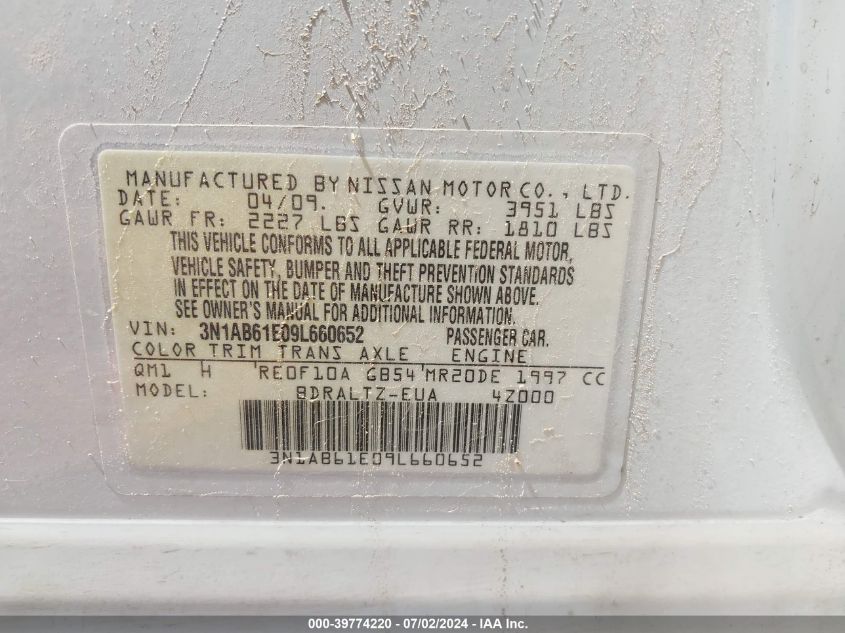 MANUFACTURED BY NISSAN MOTOR CO., LTD.
DATE: 04/09. GVWR: 3951 LBS
GAWR FR: 2227 LBS GAWR RR: 1810 LBS
THIS VEHICLE CONFORMS TO ALL APPLICABLE FEDERAL MOTOR,
VEHICLE SAFETY, BUMPER AND THEFT PREVENTION STANDARDS
IN EFFECT ON THE DATE OF MANUFACTURE SHOWN ABOVE.
SEE OWNER'S MANUAL FOR ADDITIONAL INFORMATION.
VIN: 3N1AB61E09L660652 PASSENGER CAR.
COLOR TRIM TRANS AXLE ENGINE
QM1 H 'RE0F10A GB54'MR20DE 1997 CC
MODEL: BDRALTZ-EUA 4Z000
3N1AB61E09L660652
000-39774220 - 07/02/2024 - IAA Inc.